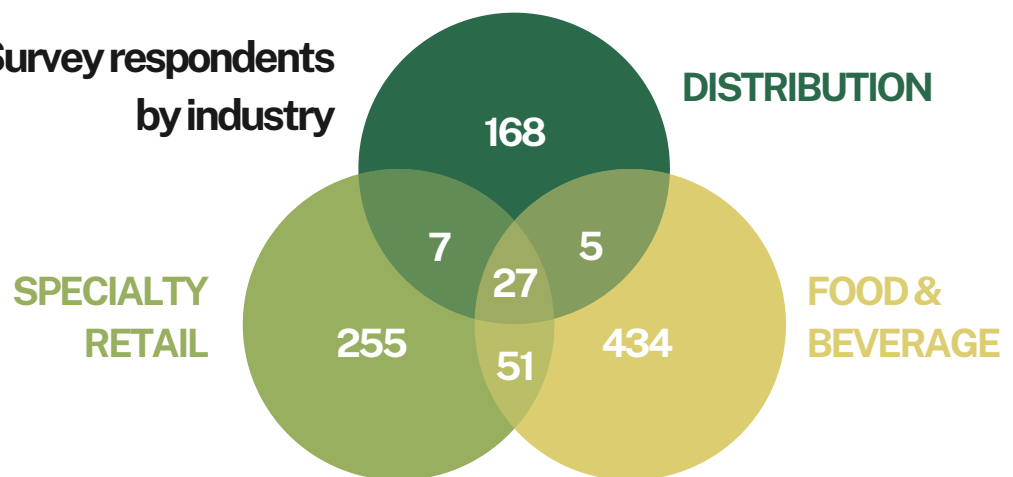 Survey respondents
by industry
DISTRIBUTION
168
7
5
27
SPECIALTY
RETAIL
FOOD &
BEVERAGE
255
434
51